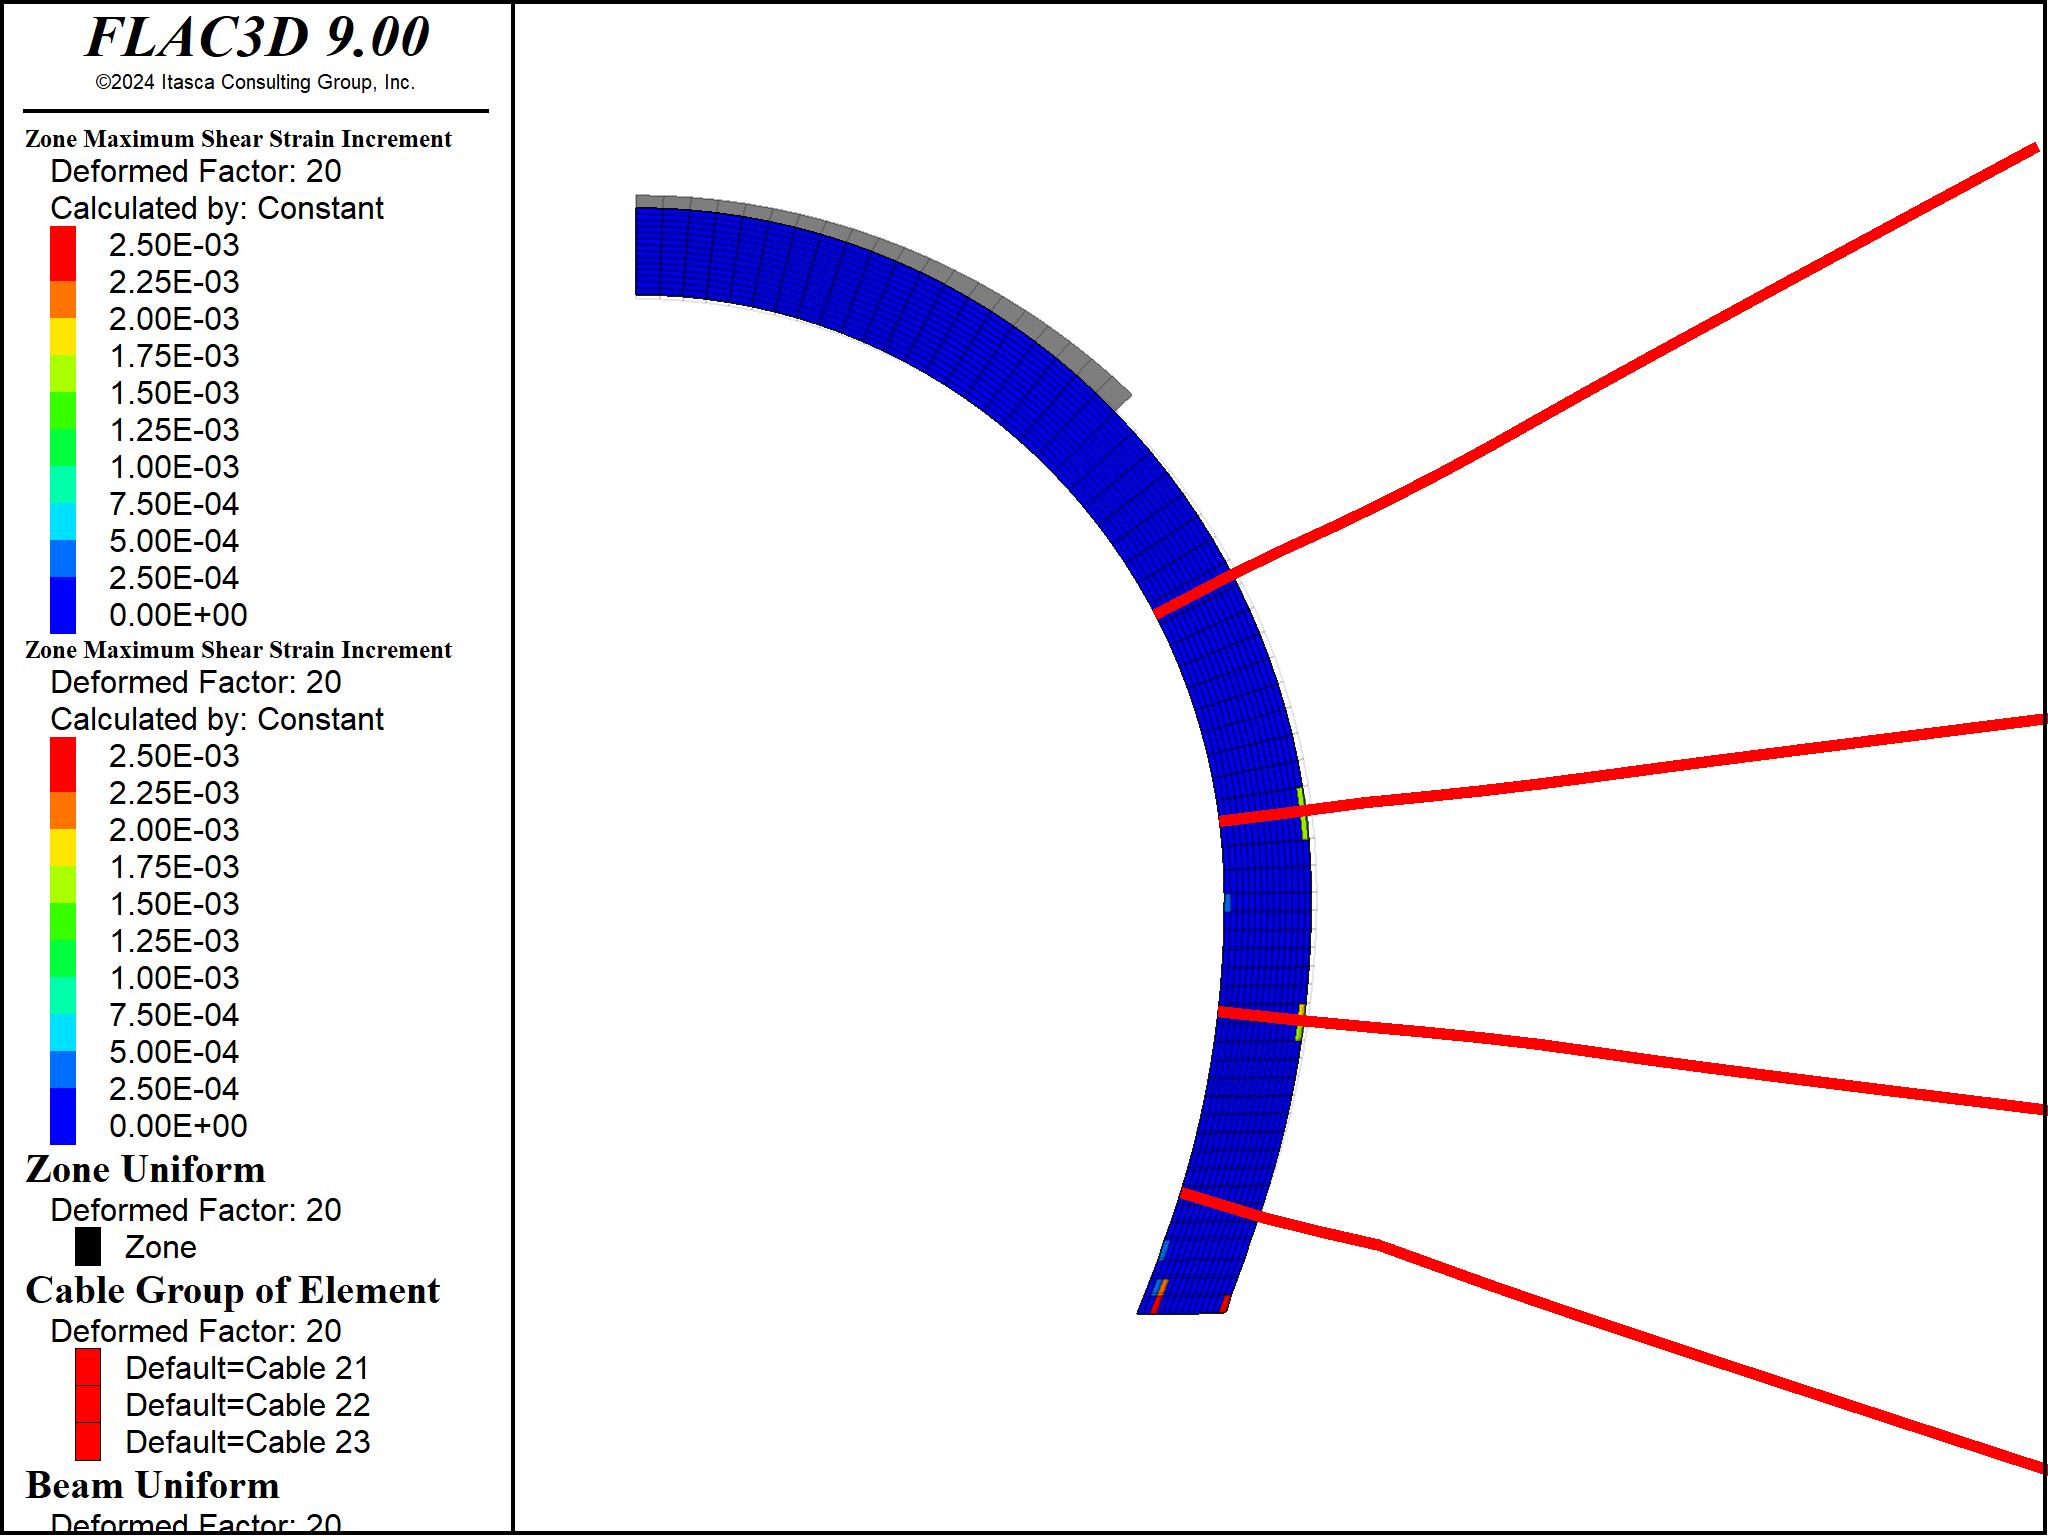 FLAC3D 9.00
©2024 Itasca Consulting Group, Inc.
Zone Maximum Shear Strain Increment
Deformed Factor: 20
Calculated by: Constant
2.50E-03
2.25E-03
2.00E-03
1.75E-03
1.50E-03
1.25E-03
1.00E-03
7.50E-04
5.00E-04
2.50E-04
0.00E+00
Zone Maximum Shear Strain Increment
Deformed Factor: 20
Calculated by: Constant
2.50E-03
2.25E-03
2.00E-03
1.75E-03
1.50E-03
1.25E-03
1.00E-03
7.50E-04
5.00E-04
2.50E-04
0.00E+00
Zone Uniform
Deformed Factor: 20
Zone
Cable Group of Element
Deformed Factor: 20
Default=Cable 21
Default=Cable 22
Default=Cable 23
Beam Uniform
Deformed Factor: 20